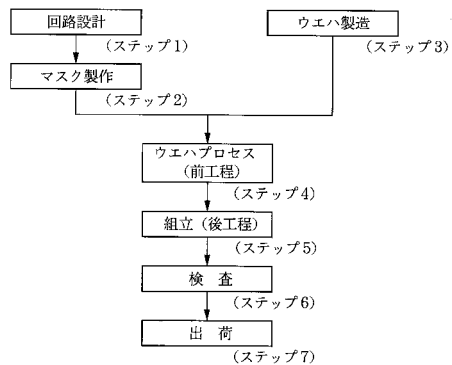 回路設計
(ステップ1)
ウエハ製造
(ステップ3)
マスク製作
(ステップ2)
ウエハプロセス
(前工程)
(ステップ4)
組立(後工程)
(ステップ5)
検 査
(ステップ6)
出 荷
(ステップ7)